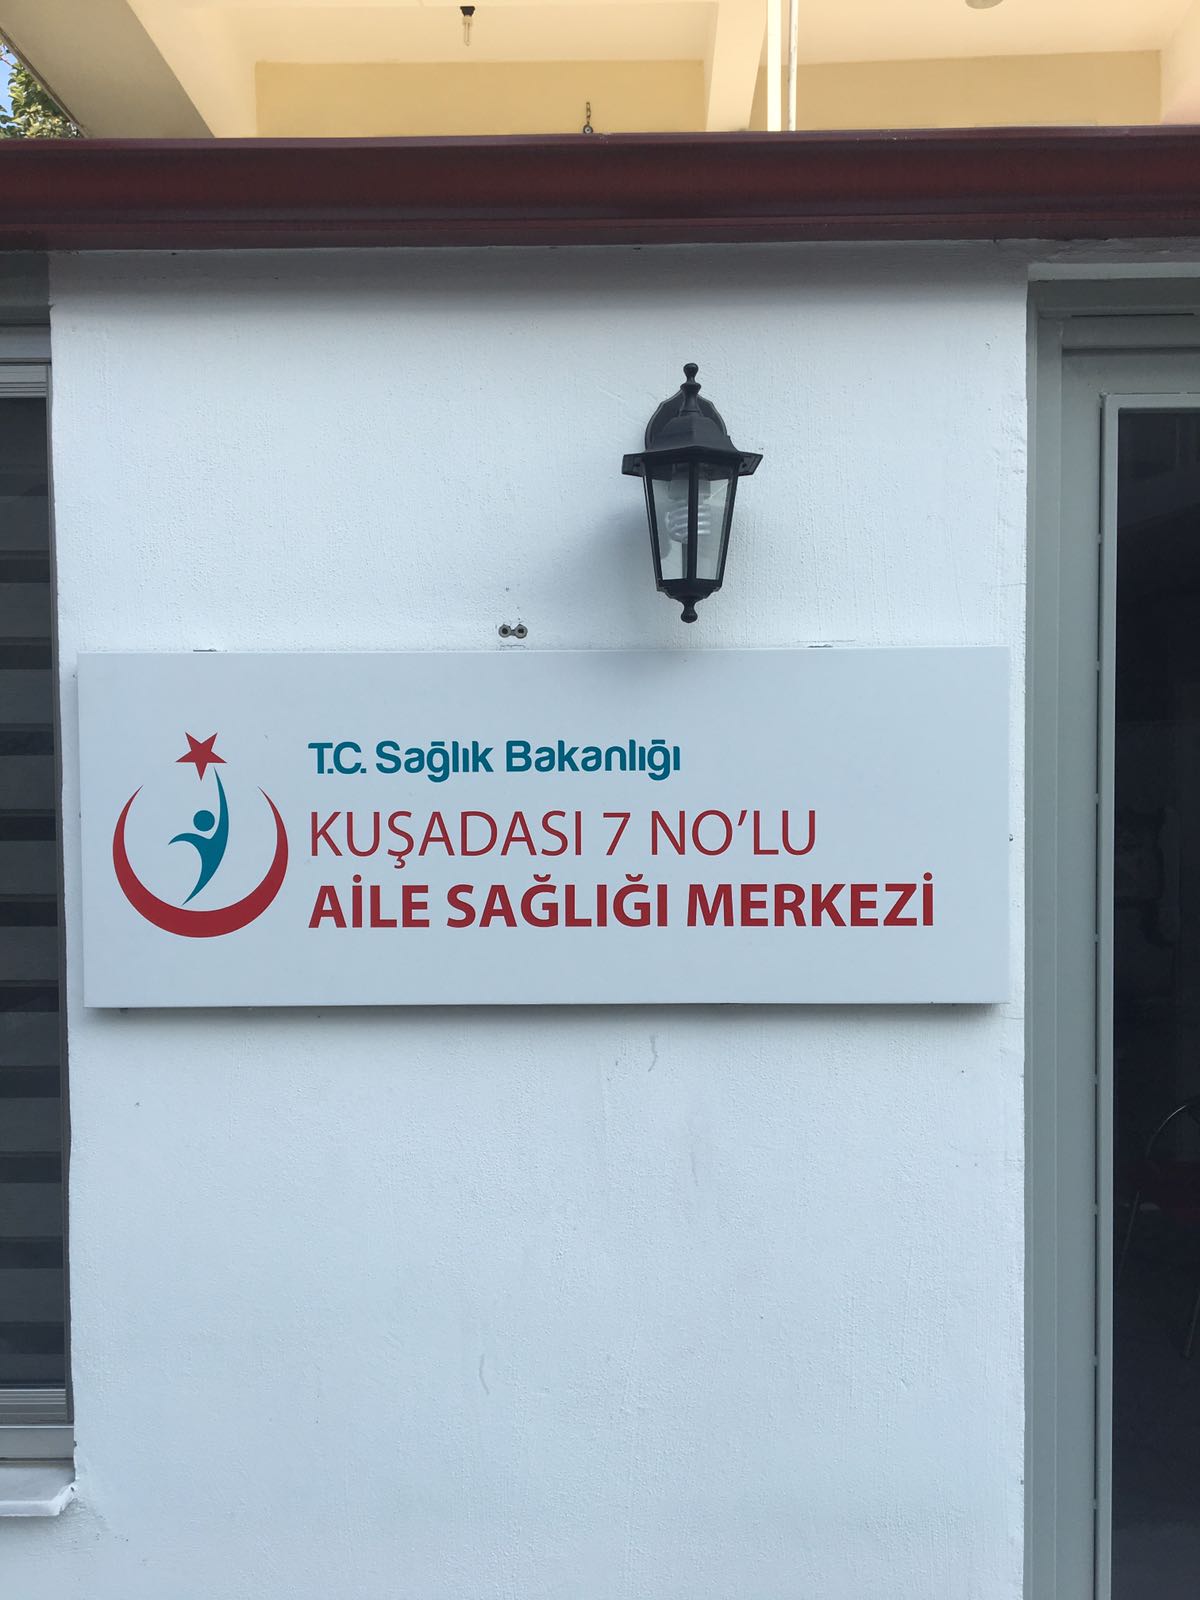 T.C. Sağlık Bakanlığı
KUŞADASI 7 NO'LU
AİLE SAĞLIĞI MERKEZİ